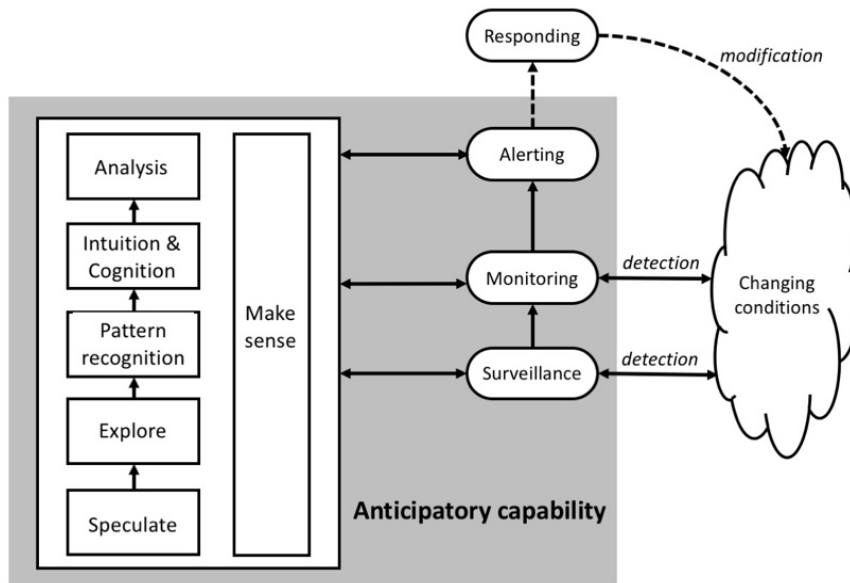 Responding
modification
Analysis
Alerting
Intuition &
Cognition
Monitoring
detection
Changing
conditions
Make
sense
Pattern
recognition
Surveillance
detection
Explore
Speculate
Anticipatory capability